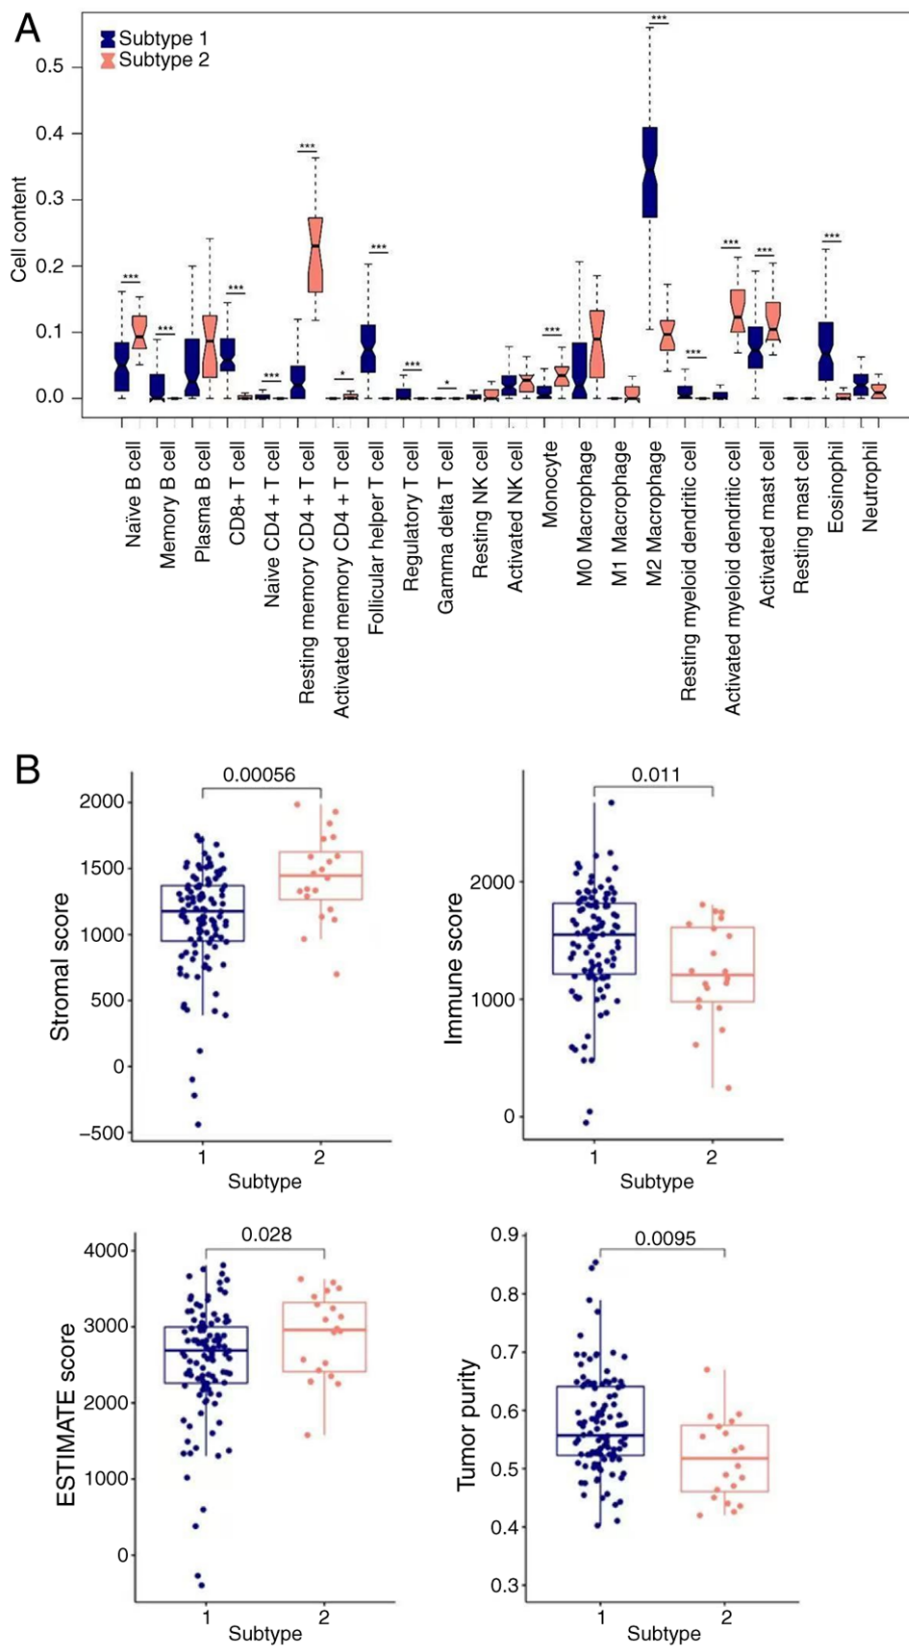 A
Subtype 1
Subtype 2
Cell content
0.5
0.4
0.3
0.2
0.1
0.0
***
***
***
***
***
***
*
***
***
*
***
***
***
***
***
***
Naïve B cell
Memory B cell
Plasma B cell
CD8+ T cell
Naive CD4 + T cell
Resting memory CD4 + T cell
Activated memory CD4 + T cell
Follicular helper T cell
Regulatory T cell
Gamma delta T cell
Resting NK cell
Activated NK cell
Monocyte
M0 Macrophage
M1 Macrophage
M2 Macrophage
Resting myeloid dendritic cell
Activated myeloid dendritic cell
Activated mast cell
Resting mast cell
Eosinophil
Neutrophil
B
Stromal score
0.00056
2000
1500
1000
500
0
−500
1 2
Subtype
Immune score
0.011
2000
1000
0
1 2
Subtype
ESTIMATE score
0.028
4000
3000
2000
1000
0
1 2
Subtype
Tumor purity
0.0095
0.9
0.8
0.7
0.6
0.5
0.4
0.3
1 2
Subtype